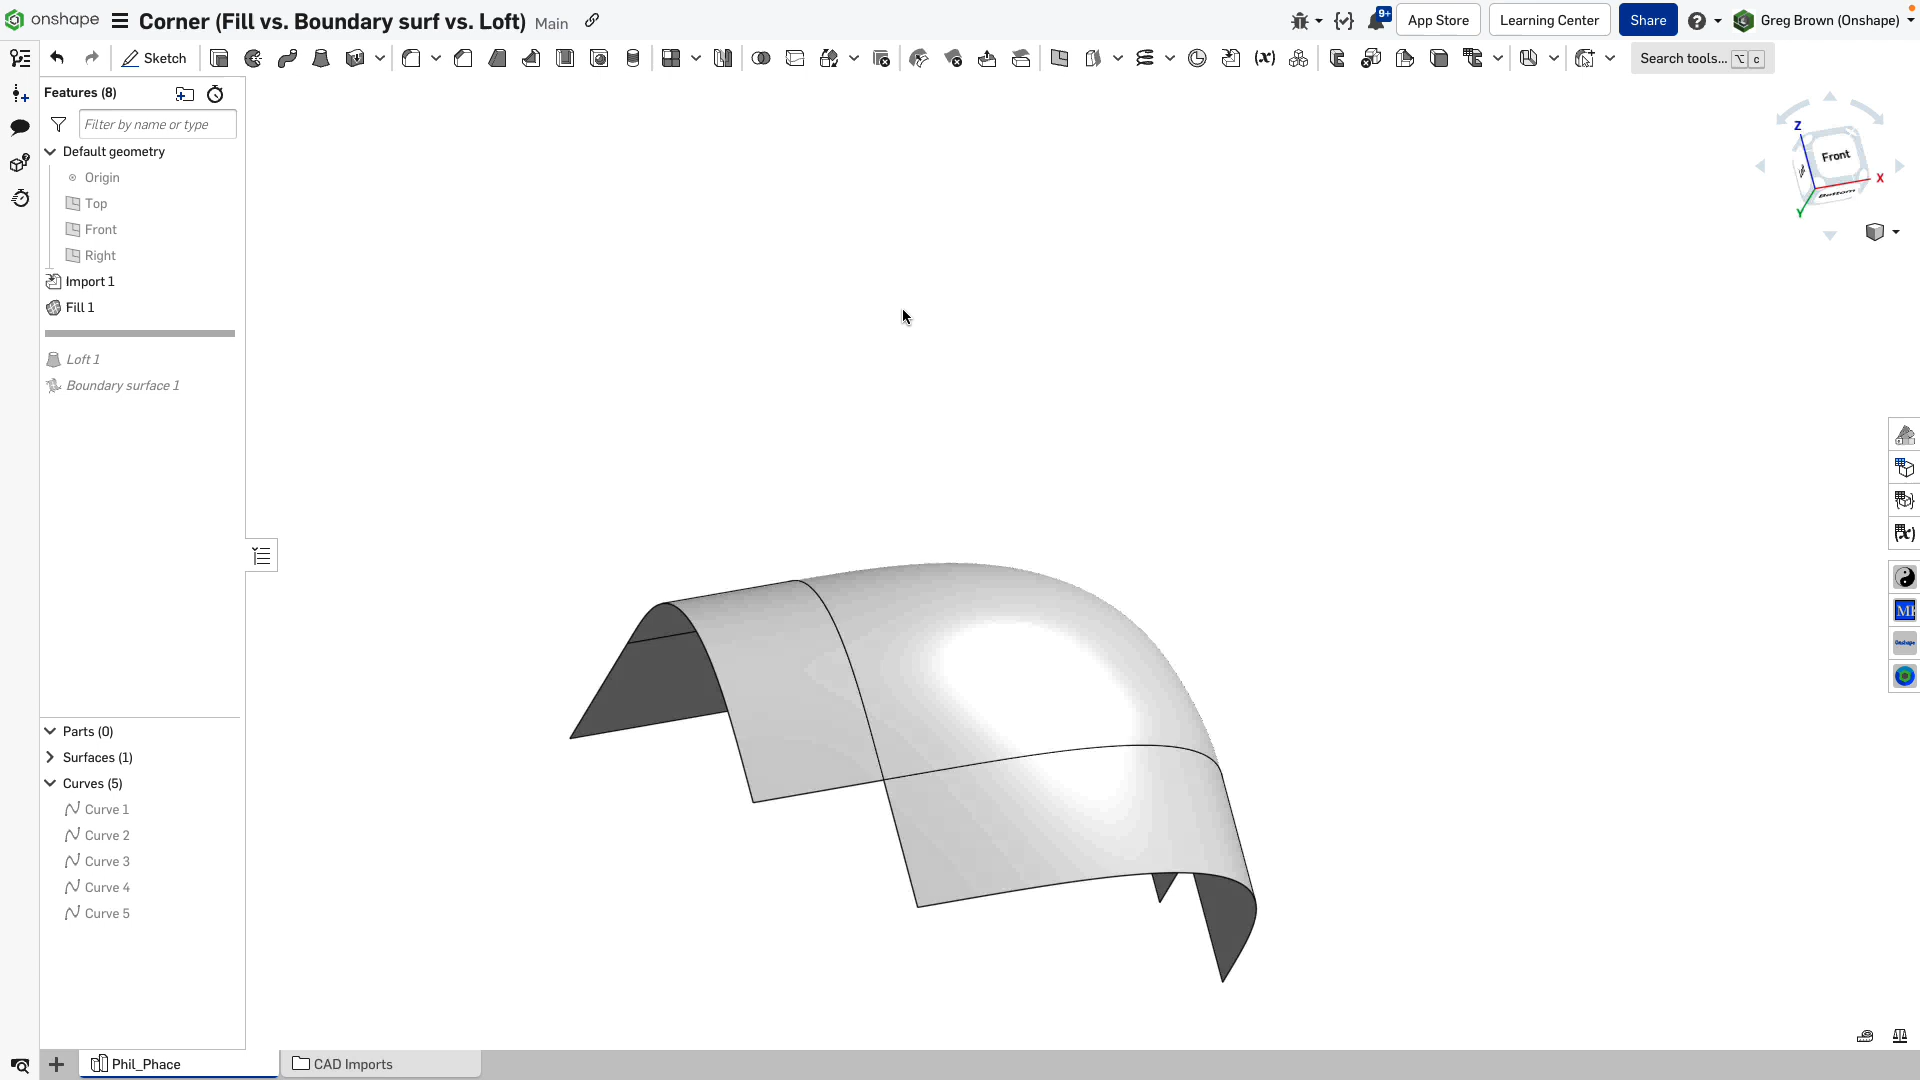 onshape
Corner (Fill vs. Boundary surf vs. Loft) Main
9+
App Store
Learning Center
Share
Greg Brown (Onshape)
Sketch
(x)
Search tools... ⌥ c
Features (8)
Filter by name or type
Default geometry
Origin
Top
Front
Right
Import 1
Fill 1
Loft 1
Boundary surface 1
Z
Front
X
Bottom
Y
(x)
Onshape
Parts (0)
Surfaces (1)
Curves (5)
Curve 1
Curve 2
Curve 3
Curve 4
Curve 5
Phil_Phace
CAD Imports